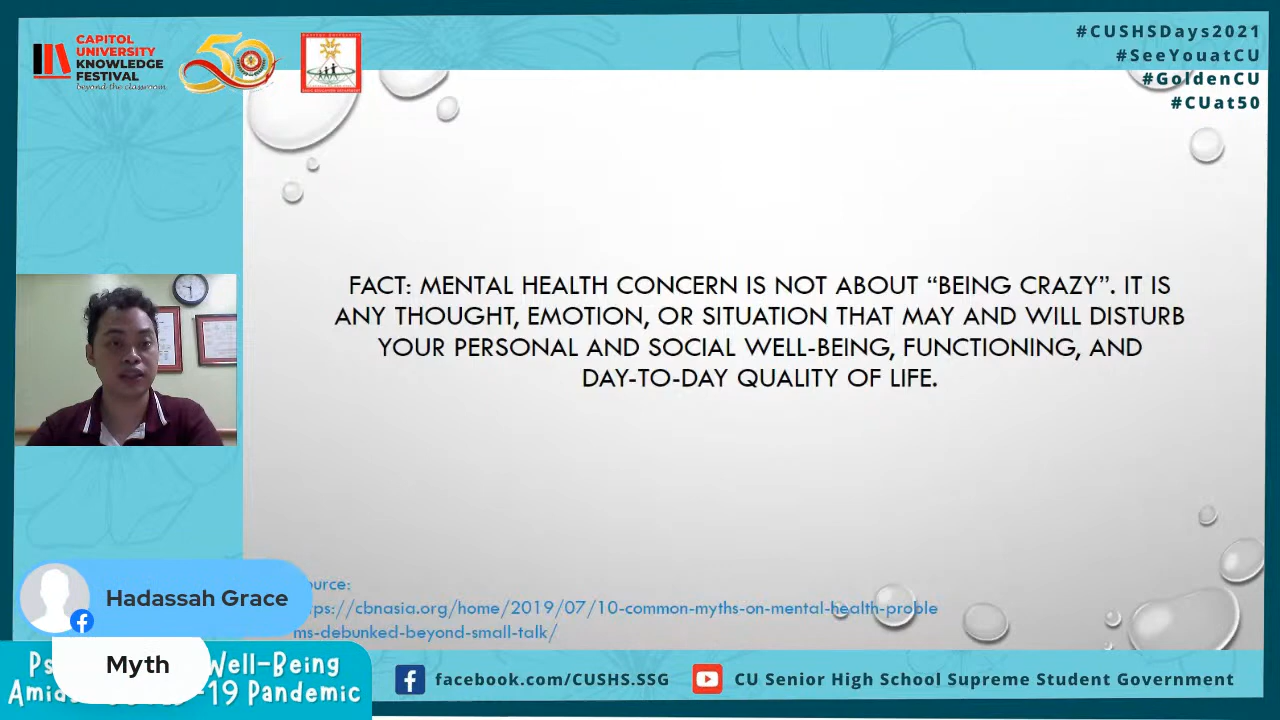 CAPITOL
UNIVERSITY
KNOWLEDGE
FESTIVAL
beyond the classroom
50
#CUSHSDays2021
#SeeYouatCU
#GoldenCU
#CUat50
FACT: MENTAL HEALTH CONCERN IS NOT ABOUT “BEING CRAZY”. IT IS
ANY THOUGHT, EMOTION, OR SITUATION THAT MAY AND WILL DISTURB
YOUR PERSONAL AND SOCIAL WELL-BEING, FUNCTIONING, AND
DAY-TO-DAY QUALITY OF LIFE.
ource:
ps://cbnasia.org/home/2019/07/10-common-myths-on-mental-health-proble
ms-debunked-beyond-small-talk/
Hadassah Grace
Myth
Ps Well-Being
Amid -19 Pandemic
facebook.com/CUSHS.SSG
CU Senior High School Supreme Student Government